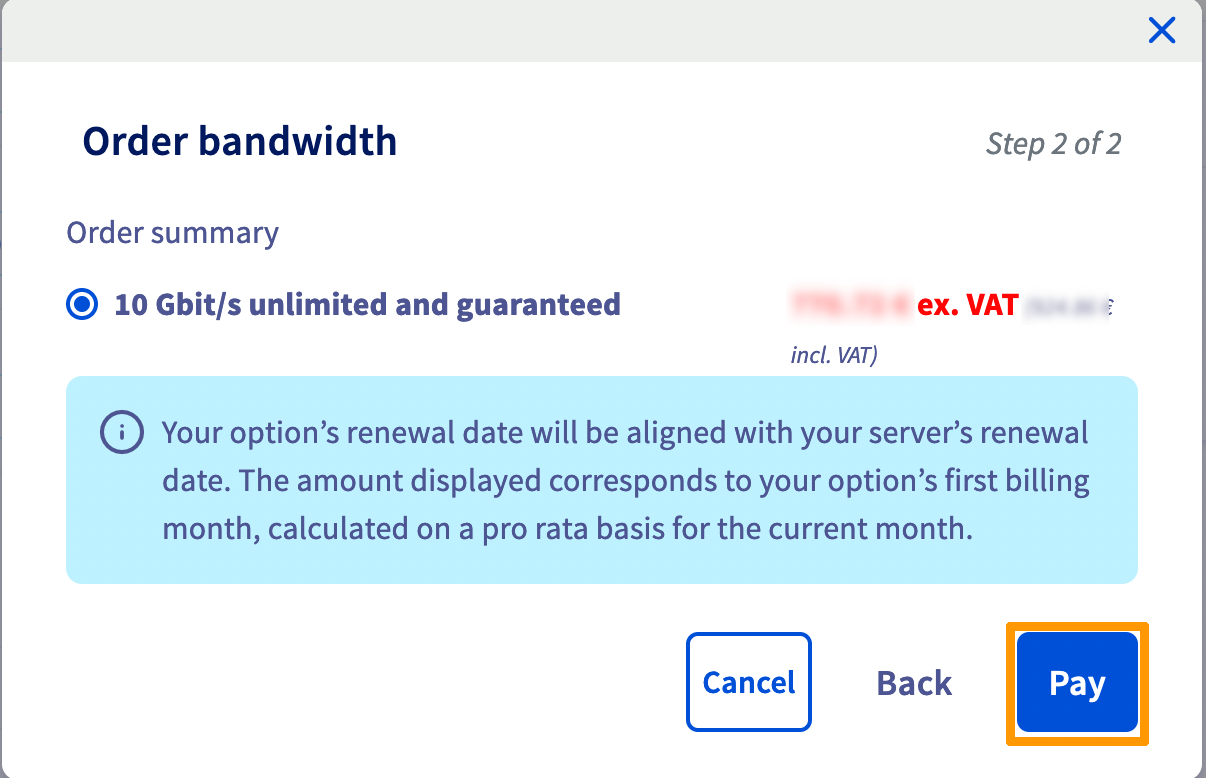 Order bandwidth
Step 2 of 2
Order summary
10 Gbit/s unlimited and guaranteed
ex. VAT
€
incl. VAT)
Your option’s renewal date will be aligned with your server’s renewal
date. The amount displayed corresponds to your option’s first billing
month, calculated on a pro rata basis for the current month.
Cancel
Back
Pay